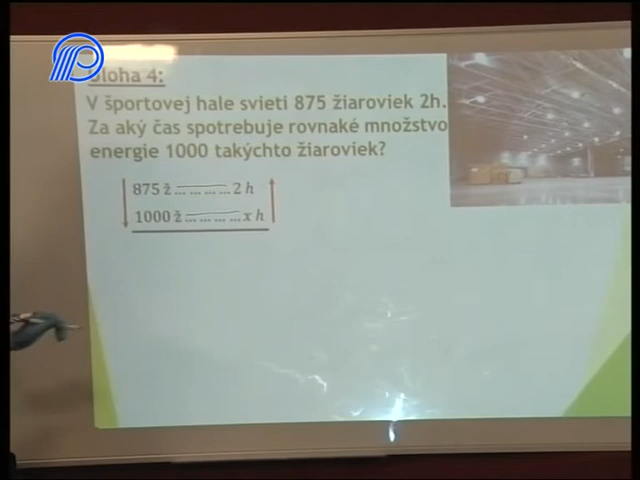 Úloha 4:
V športovej hale svieti 875 žiaroviek 2h.
Za aký čas spotrebuje rovnaké množstvo
energie 1000 takýchto žiaroviek?
875 ž ... ... ... ... 2 h
1000 ž ... ... ... ... x h